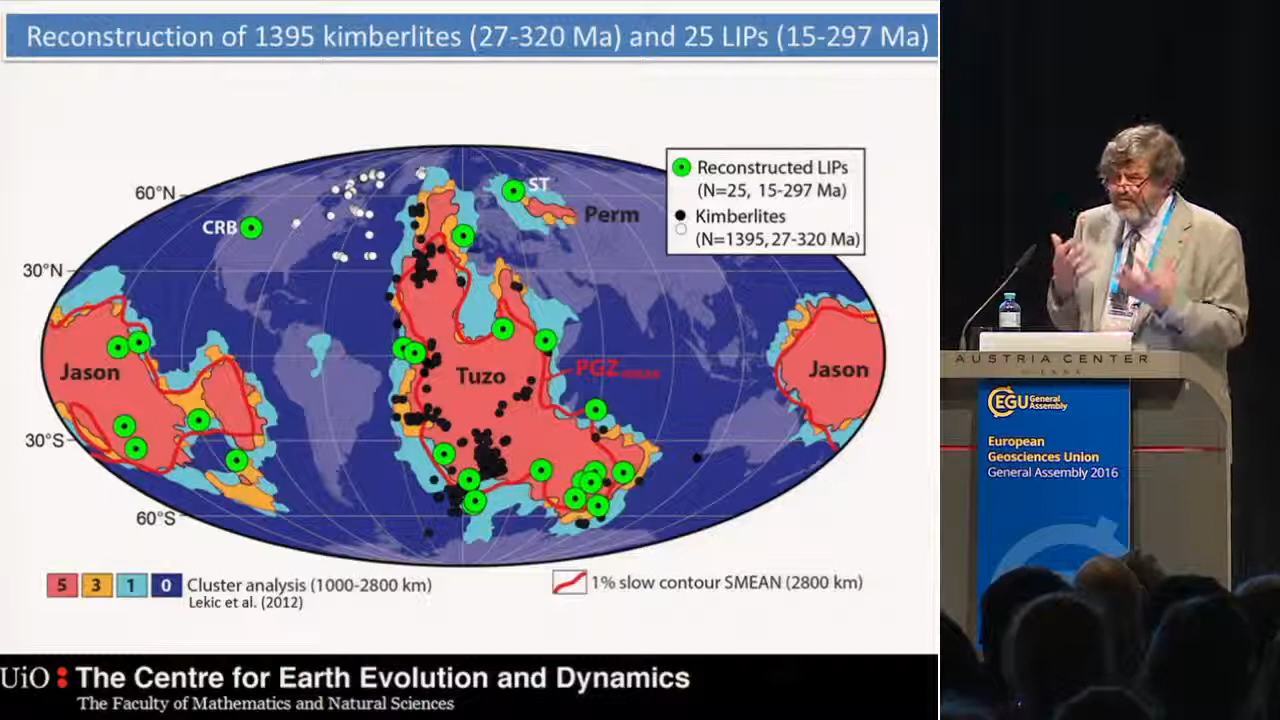 Reconstruction of 1395 kimberlites (27-320 Ma) and 25 LIPs (15-297 Ma)
Reconstructed LIPs
(N=25, 15-297 Ma)
Kimberlites
(N=1395,27-320 Ma)
60°N
ST
Perm
CRB
30°N
Jason
Tuzo
PGZ
Jason
30°S
60°S
5 3 1 0 Cluster analysis (1000-2800 km)
Lekic et al. (2012)
1% slow contour SMEAN (2800 km)
UiO : The Centre for Earth Evolution and Dynamics
The Faculty of Mathematics and Natural Sciences
AUSTRIA CENTER
EGU General
Assembly
European
Geosciences Union
General Assembly 2016